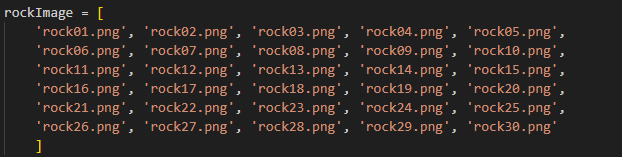 rockImage = [
    'rock01.png', 'rock02.png', 'rock03.png', 'rock04.png', 'rock05.png',
    'rock06.png', 'rock07.png', 'rock08.png', 'rock09.png', 'rock10.png',
    'rock11.png', 'rock12.png', 'rock13.png', 'rock14.png', 'rock15.png',
    'rock16.png', 'rock17.png', 'rock18.png', 'rock19.png', 'rock20.png',
    'rock21.png', 'rock22.png', 'rock23.png', 'rock24.png', 'rock25.png',
    'rock26.png', 'rock27.png', 'rock28.png', 'rock29.png', 'rock30.png'
    ]